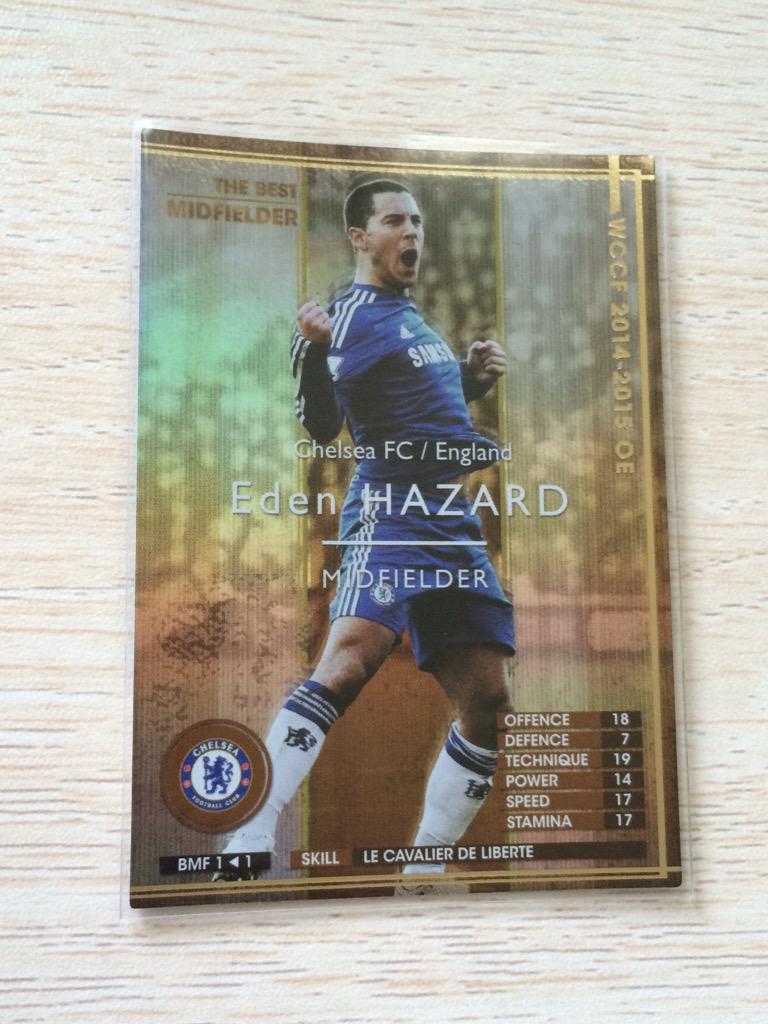 THE BEST
MIDFIELDER
WCCF 2014-2015 OE
SAMS
Chelsea FC / England
Eden HAZARD
MIDFIELDER
OFFENCE 18
DEFENCE 7
TECHNIQUE 19
POWER 14
SPEED 17
STAMINA 17
CHELSEA
FOOTBALL CLUB
BMF 1◄1
SKILL LE CAVALIER DE LIBERTE